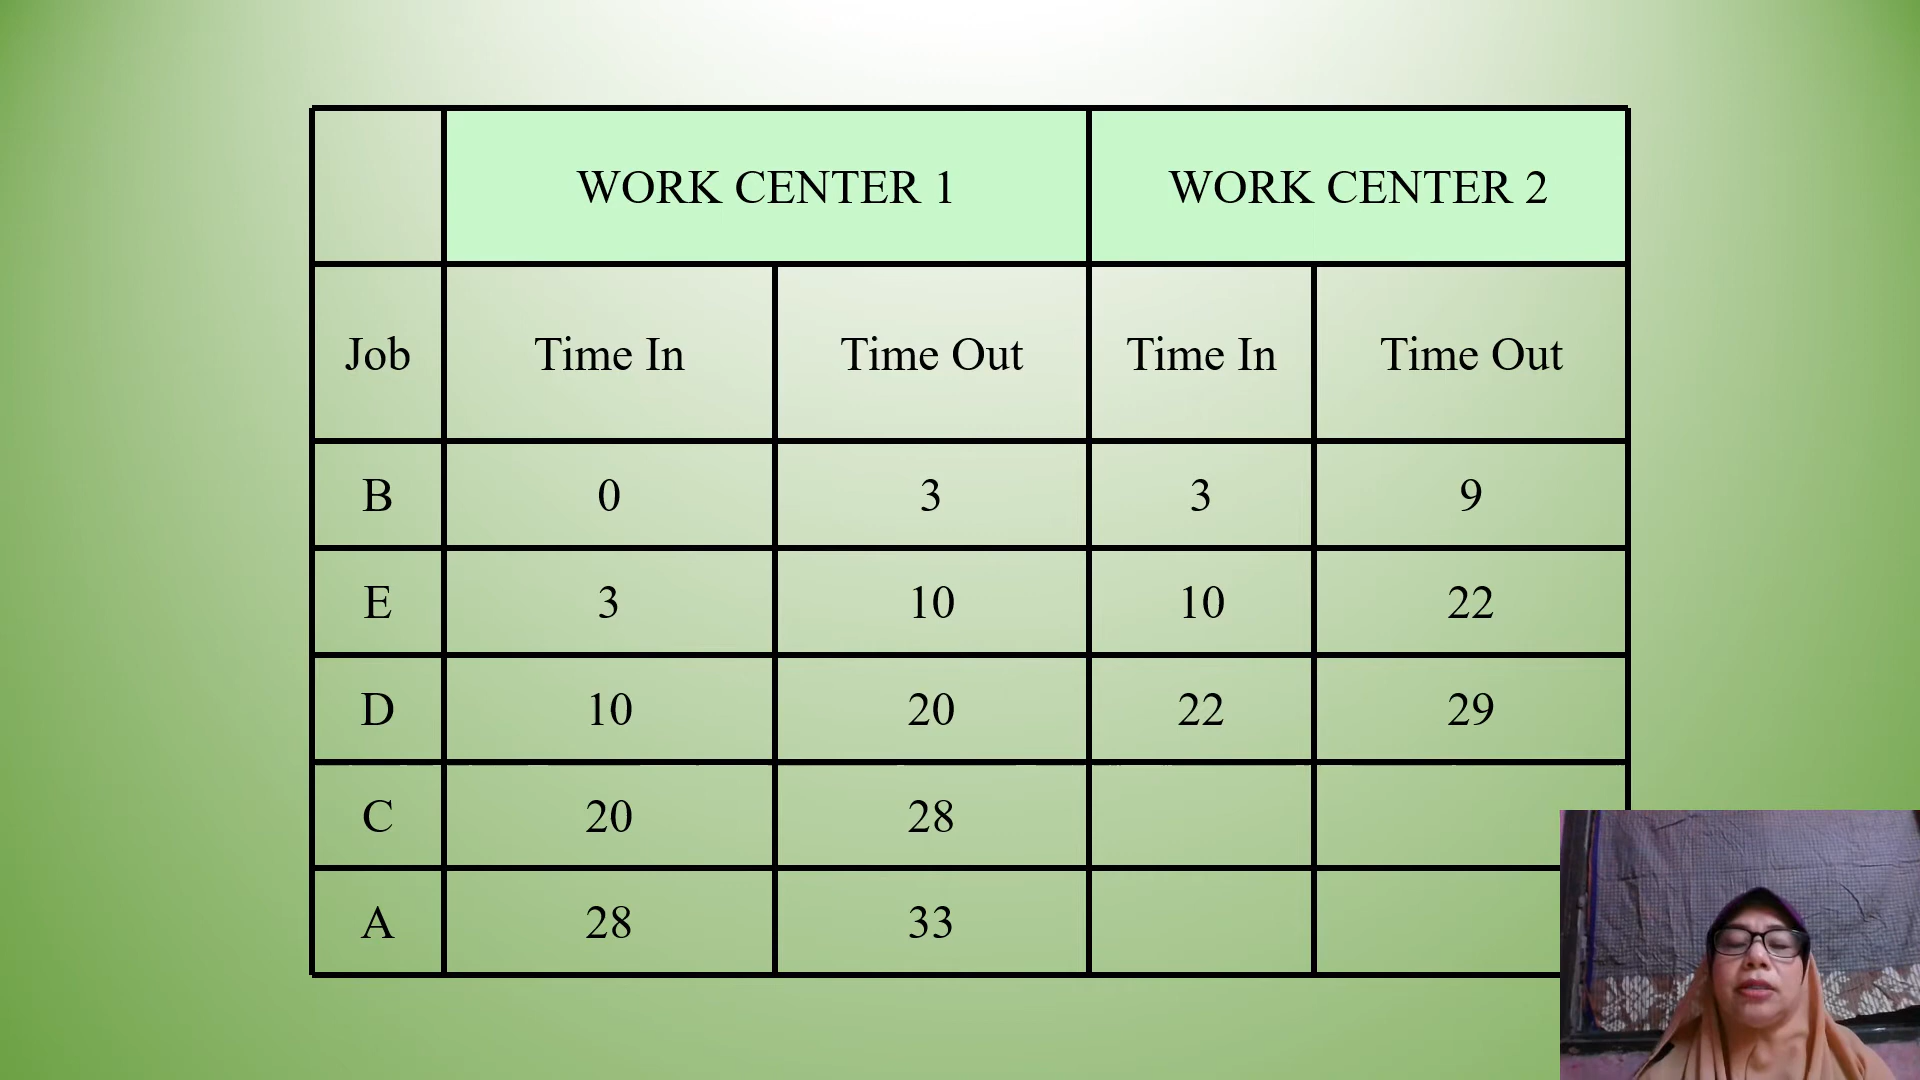 WORK CENTER 1 WORK CENTER 2
Job Time In Time Out Time In Time Out
B 0 3 3 9
E 3 10 10 22
D 10 20 22 29
C 20 28
A 28 33